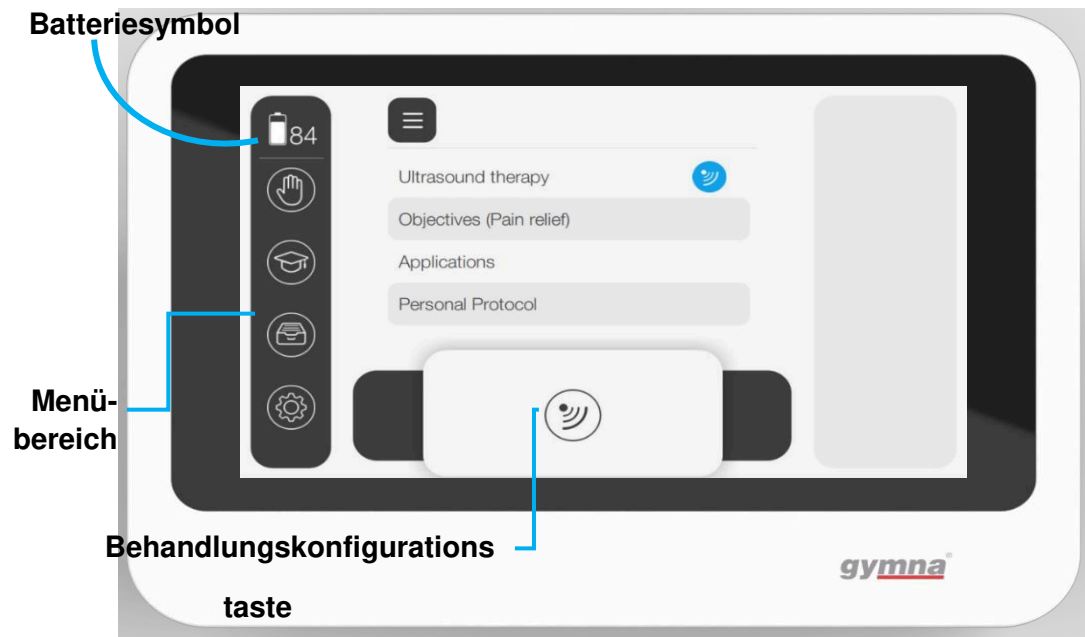 Batteriesymbol
84
Ultrasound therapy
Objectives (Pain relief)
Applications
Personal Protocol
Menü-
bereich
Behandlungskonfigurations
taste
gymna®